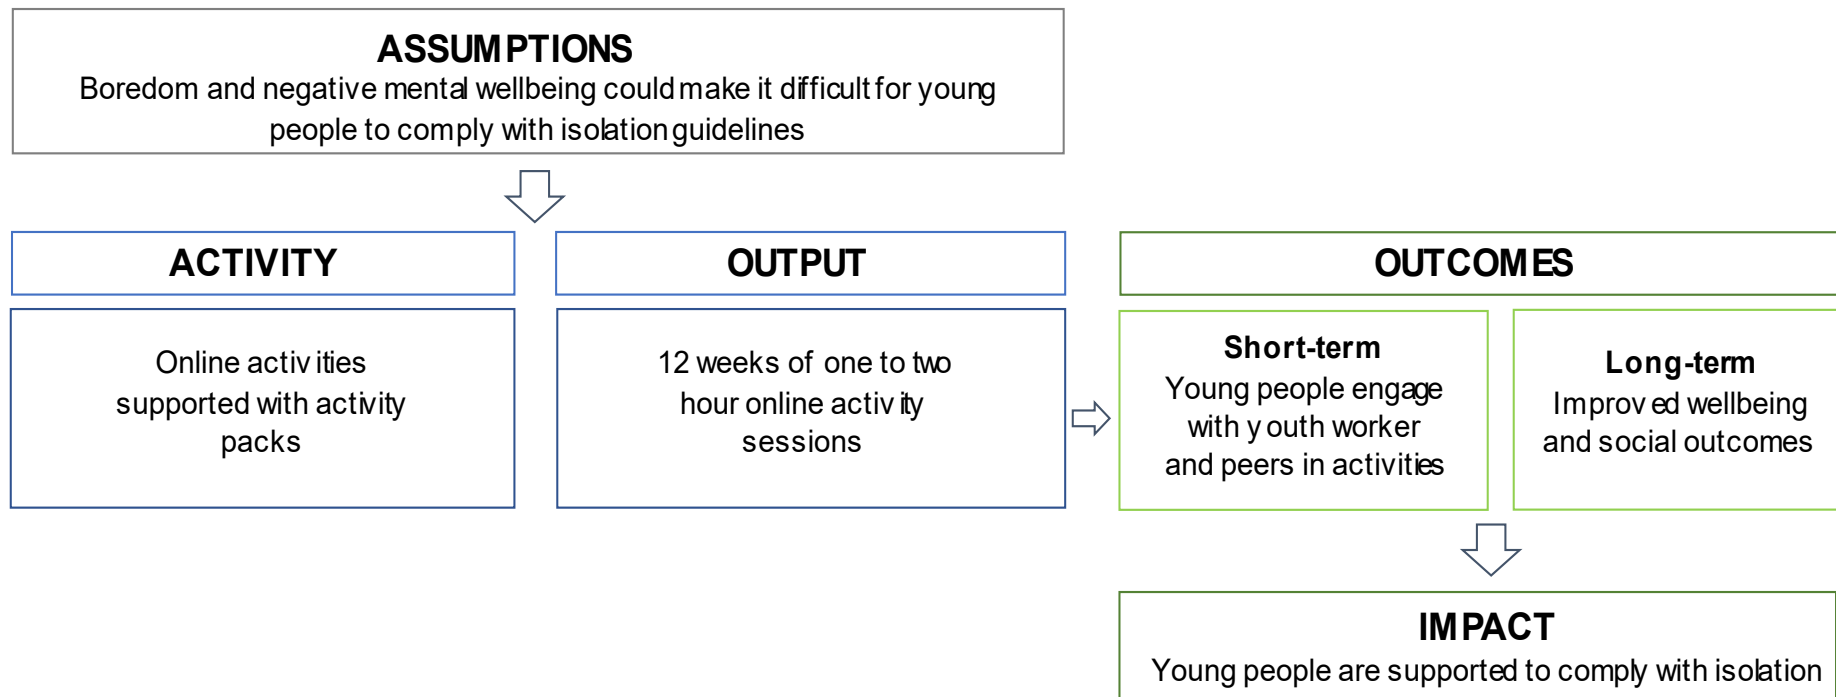 ASSUMPTIONS
Boredom and negative mental wellbeing could make it difficult for young
people to comply with isolation guidelines
ACTIVITY
OUTPUT
OUTCOMES
Online activities
supported with activity
packs
12 weeks of one to two
hour online activity
sessions
Short-term
Young people engage
with youth worker
and peers in activities
Long-term
Improved wellbeing
and social outcomes
IMPACT
Young people are supported to comply with isolation